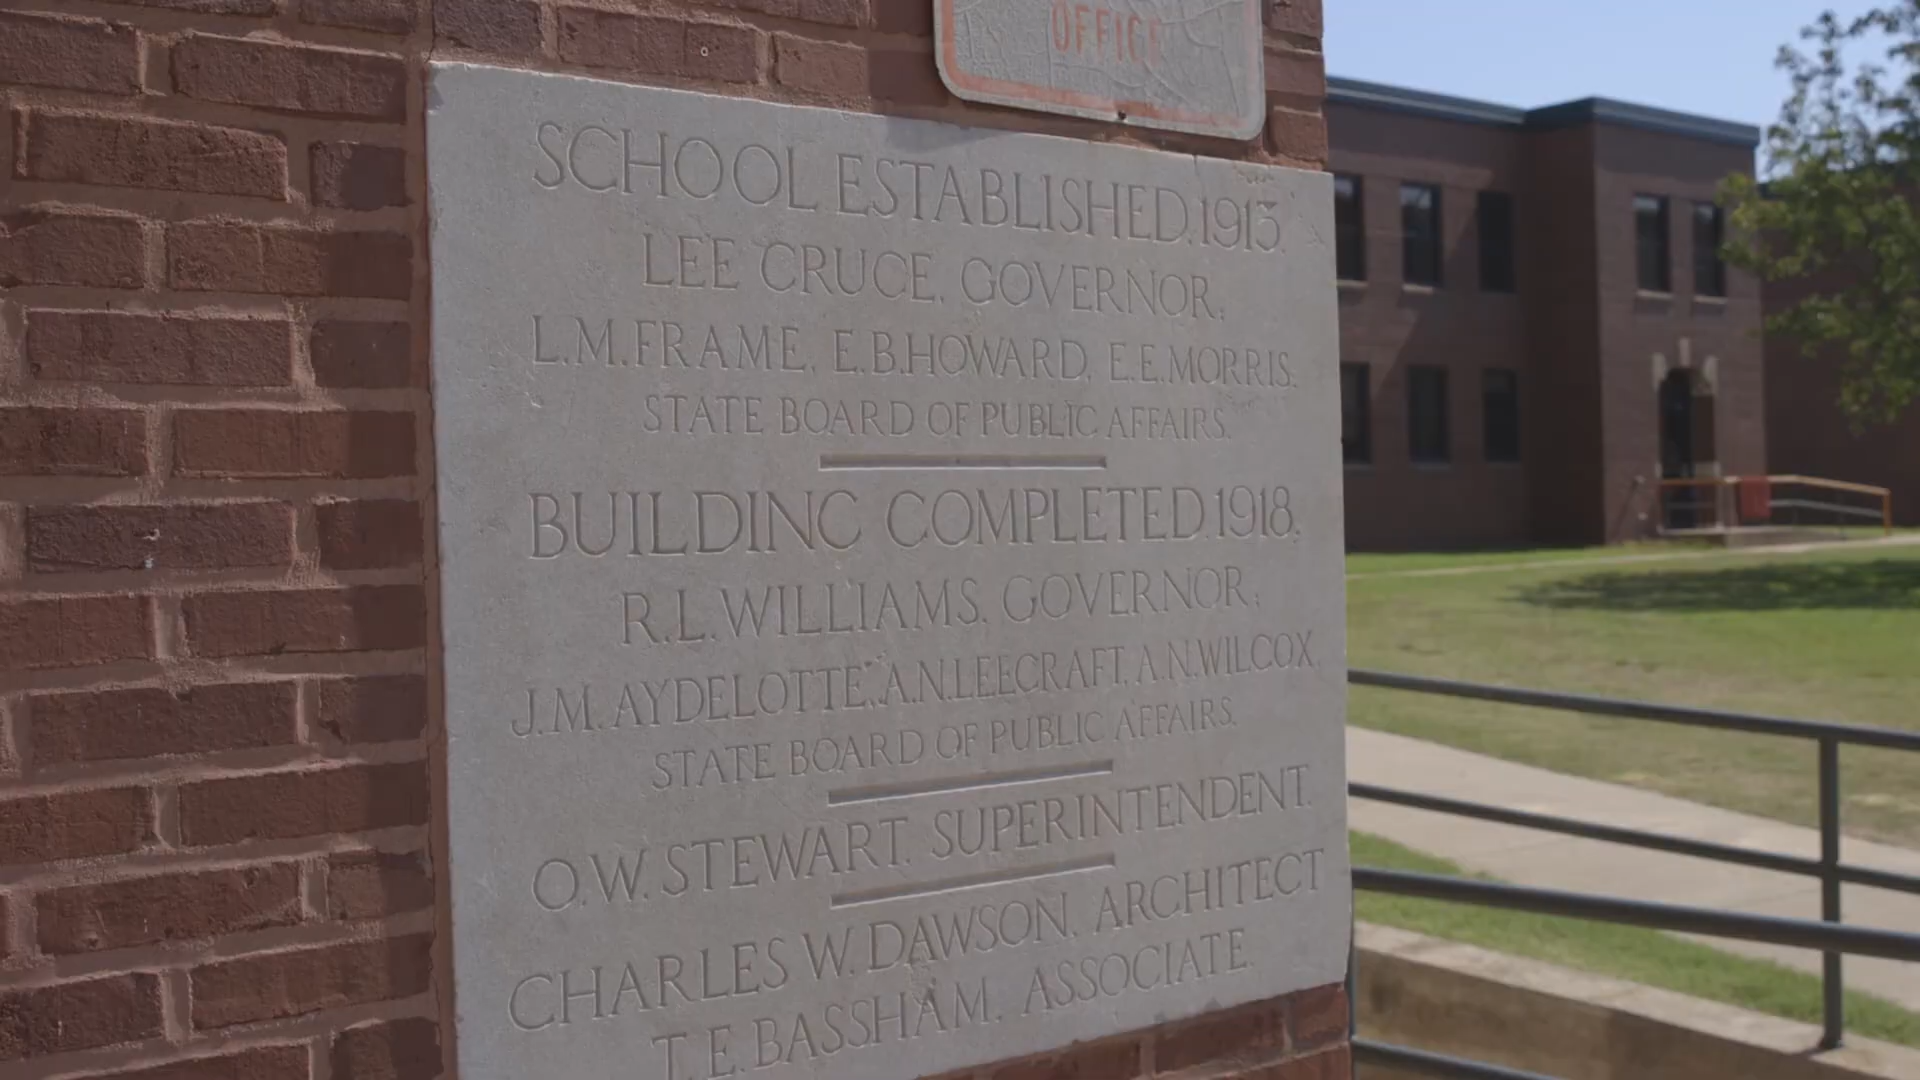 OFFICE
SCHOOL ESTABLISHED. 1913.
LEE CRUCE, GOVERNOR,
L.M. FRAME, E.B. HOWARD, E.E. MORRIS.
STATE BOARD OF PUBLIC AFFAIRS.
BUILDING COMPLETED. 1918.
R.L. WILLIAMS, GOVERNOR,
J.M. AYDELOTTE, A.N. LEECRAFT, A.N. WILCOX,
STATE BOARD OF PUBLIC AFFAIRS.
O.W. STEWART, SUPERINTENDENT.
CHARLES W. DAWSON, ARCHITECT
T.E. BASSHAM, ASSOCIATE.